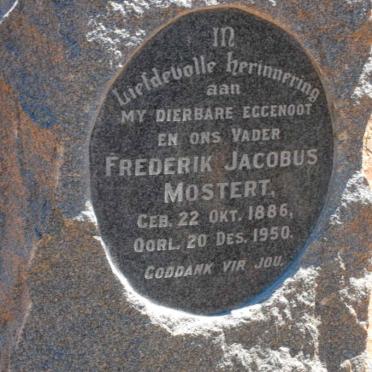 In
Liefdevolle herinnering
aan
MY DIERBARE EGGENOOT
EN ONS VADER
FREDERIK JACOBUS
MOSTERT.
GEB. 22 OKT. 1886,
OORL. 20 DES. 1950.
GODDANK VIR JOU.